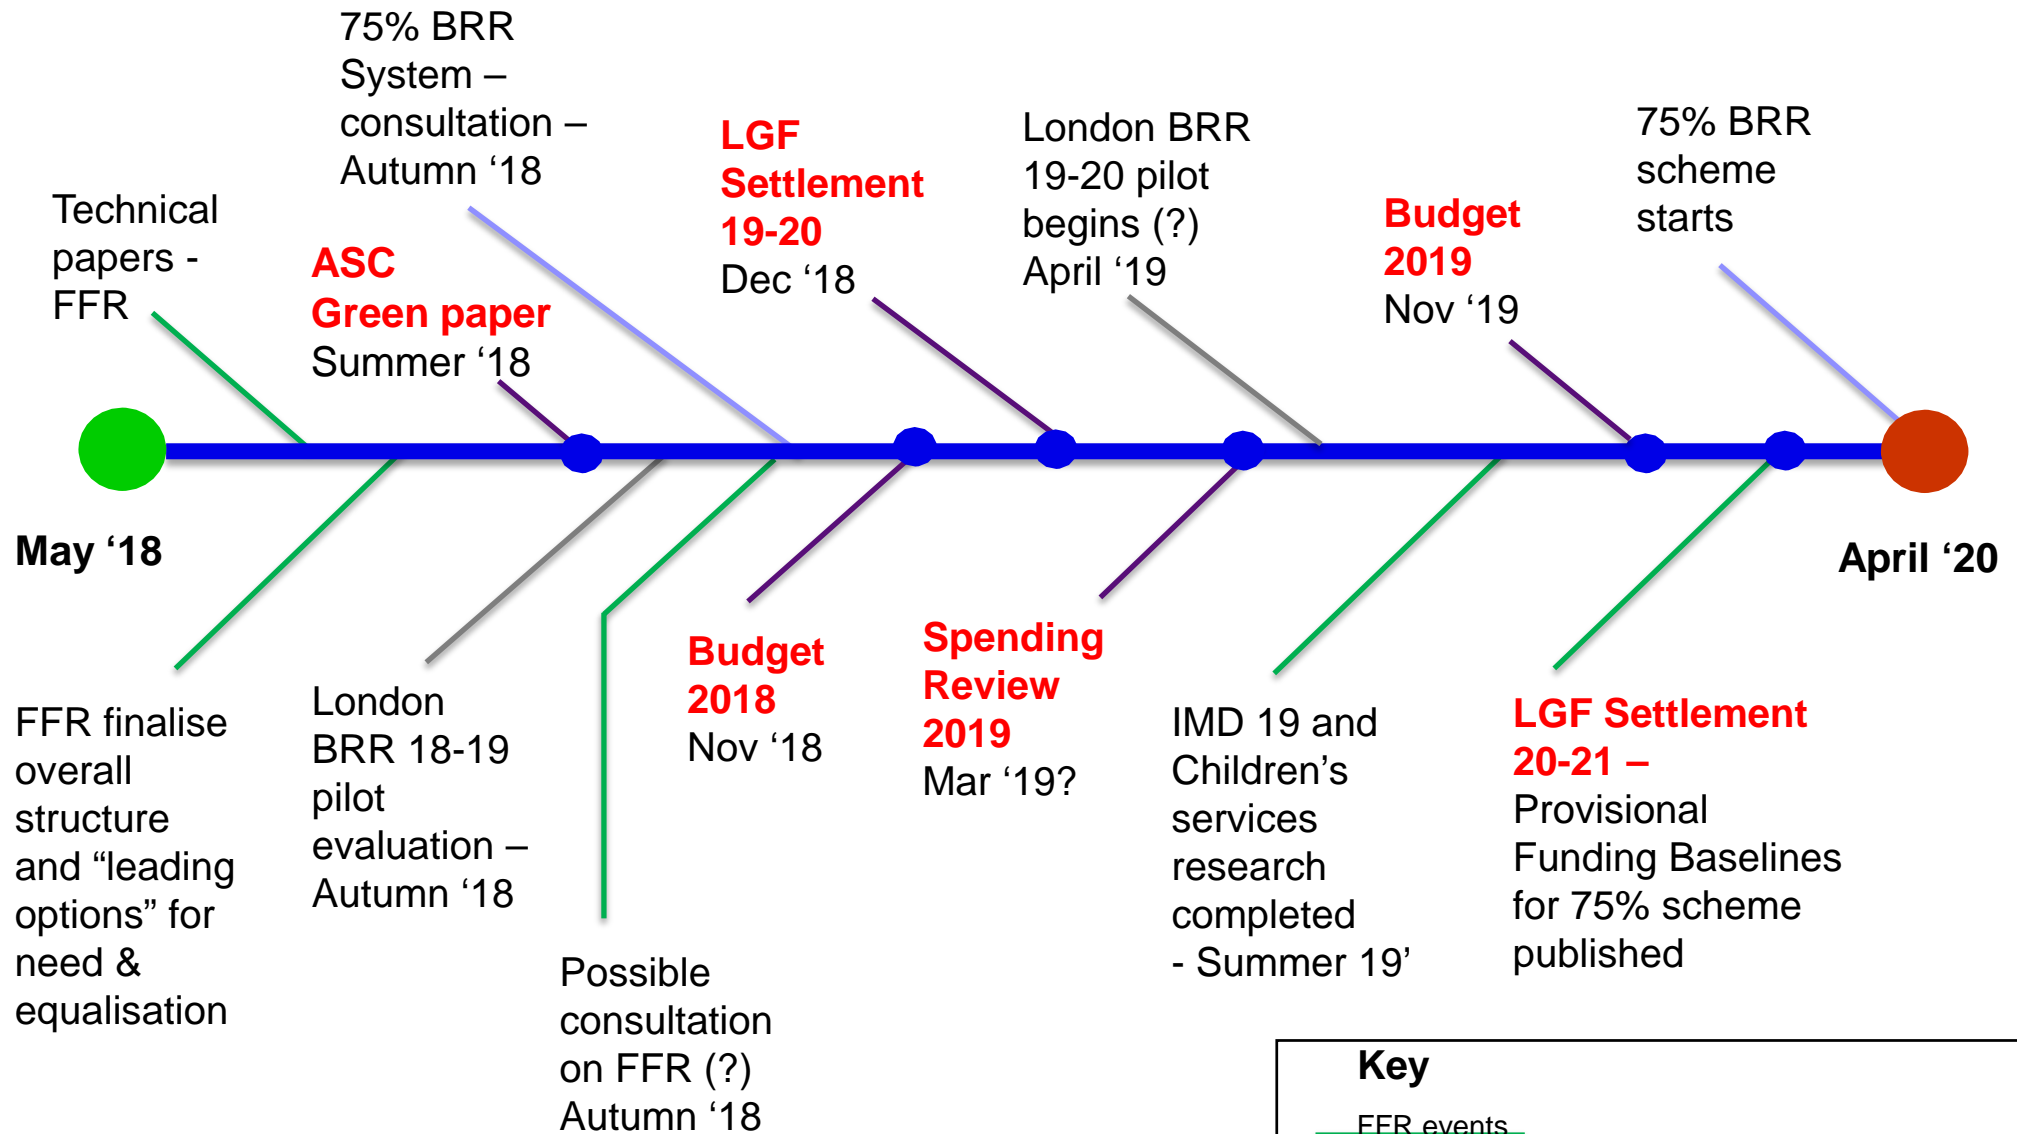 75% BRR
System –
consultation –
Autumn ‘18
Technical
papers -
FFR
ASC
Green paper
Summer ‘18
LGF
Settlement
19-20
Dec ‘18
London BRR
19-20 pilot
begins (?)
April ‘19
Budget
2019
Nov ‘19
75% BRR
scheme
starts
May ‘18
April ‘20
FFR finalise
overall
structure
and “leading
options” for
need &
equalisation
London
BRR 18-19
pilot
evaluation –
Autumn ‘18
Possible
consultation
on FFR (?)
Autumn ‘18
Budget
2018
Nov ‘18
Spending
Review
2019
Mar ‘19?
IMD 19 and
Children’s
services
research
completed
- Summer 19’
LGF Settlement
20-21 –
Provisional
Funding Baselines
for 75% scheme
published
Key
FFR events